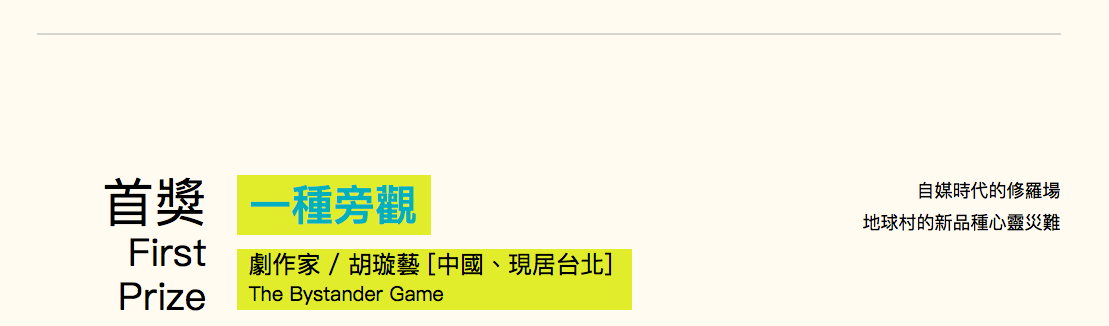 首獎
First
Prize
一種旁觀
劇作家 / 胡璇藝 [中國、現居台北]
The Bystander Game
自媒時代的修羅場
地球村的新品種心靈災難